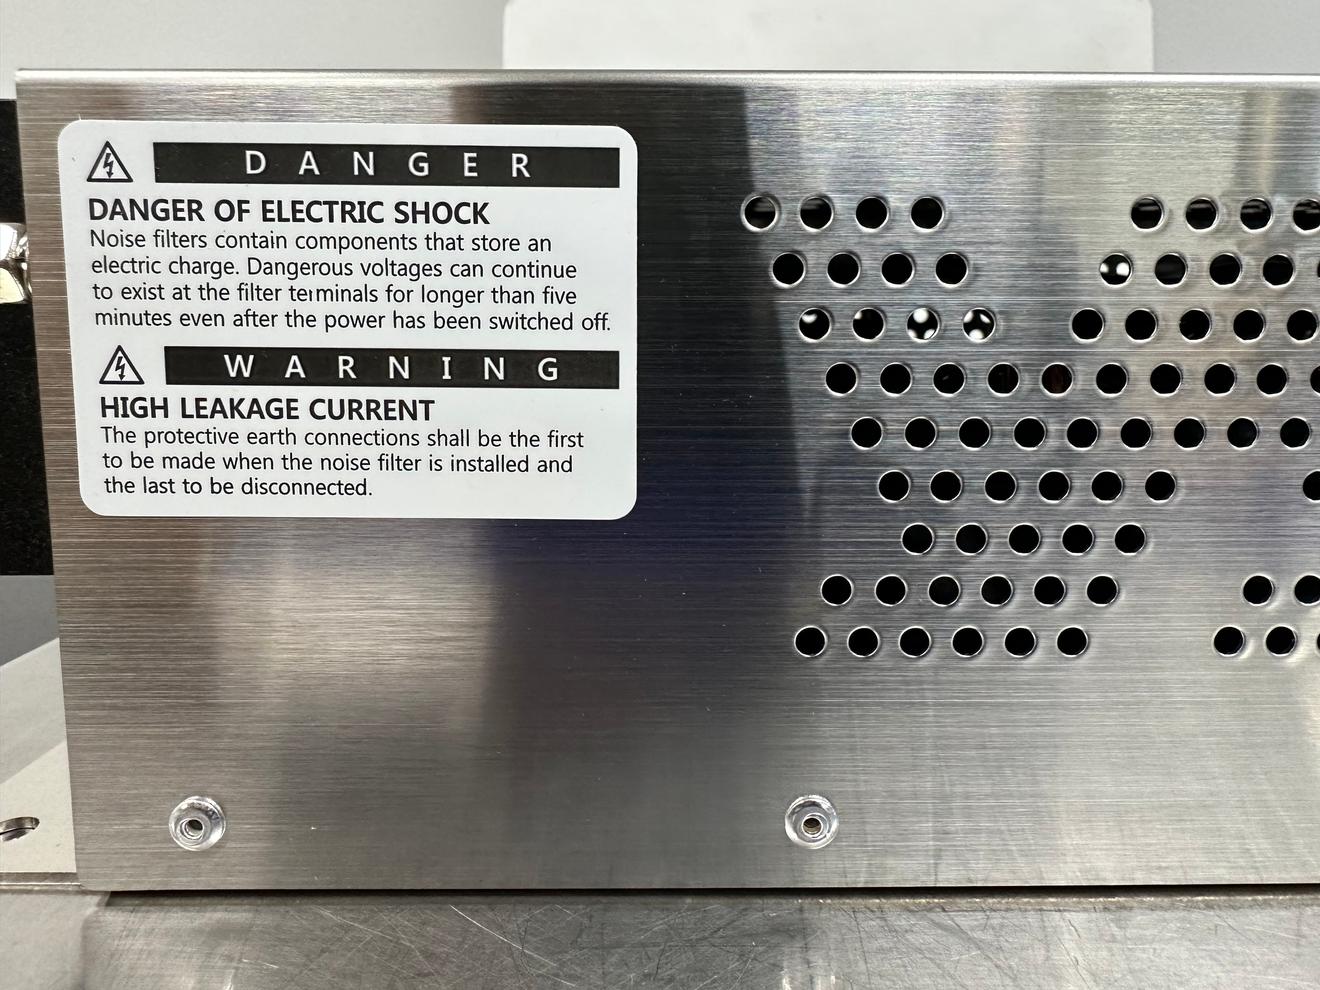 DANGER
DANGER OF ELECTRIC SHOCK
Noise filters contain components that store an
electric charge. Dangerous voltages can continue
to exist at the filter terminals for longer than five
minutes even after the power has been switched off.
WARNING
HIGH LEAKAGE CURRENT
The protective earth connections shall be the first
to be made when the noise filter is installed and
the last to be disconnected.